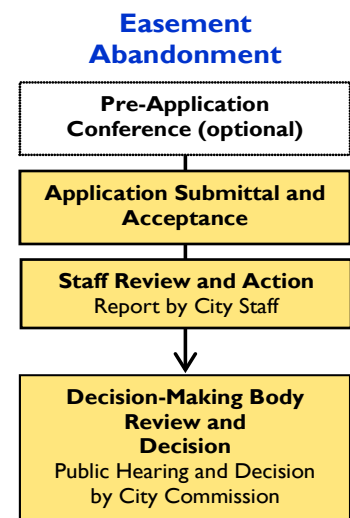 Easement
Abandonment
Pre-Application
Conference (optional)
Application Submittal and
Acceptance
Staff Review and Action
Report by City Staff
Decision-Making Body
Review and
Decision
Public Hearing and Decision
by City Commission